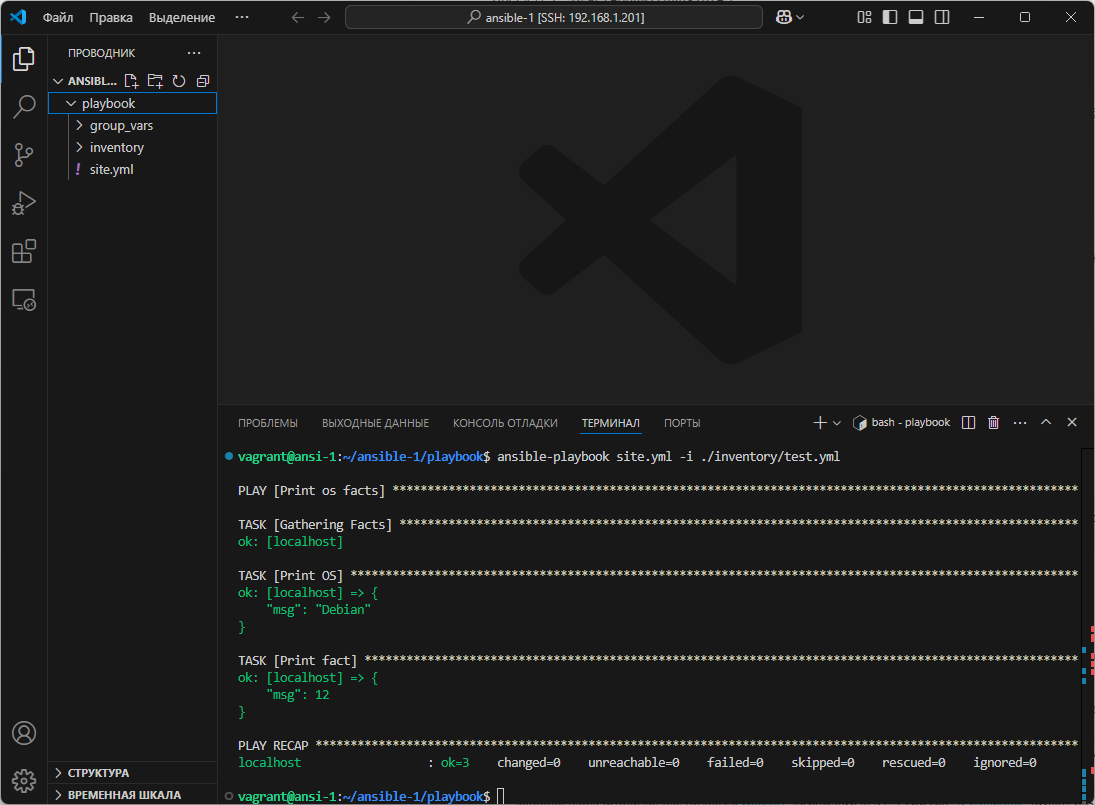 Файл Правка Выделение ··· ansible-1 [SSH: 192.168.1.201]
ПРОВОДНИК ···
ANSIBL...
playbook
group_vars
inventory
! site.yml
СТРУКТУРА
ВРЕМЕННАЯ ШКАЛА
ПРОБЛЕМЫ ВЫХОДНЫЕ ДАННЫЕ КОНСОЛЬ ОТЛАДКИ ТЕРМИНАЛ ПОРТЫ bash - playbook ···
vagrant@ansi-1:~/ansible-1/playbook$ ansible-playbook site.yml -i ./inventory/test.yml
PLAY [Print os facts] **************************************************************************************************
TASK [Gathering Facts] *************************************************************************************************
ok: [localhost]
TASK [Print OS] ********************************************************************************************************
ok: [localhost] => {
    "msg": "Debian"
}
TASK [Print fact] ******************************************************************************************************
ok: [localhost] => {
    "msg": 12
}
PLAY RECAP *************************************************************************************************************
localhost                  : ok=3    changed=0    unreachable=0    failed=0    skipped=0    rescued=0    ignored=0
vagrant@ansi-1:~/ansible-1/playbook$